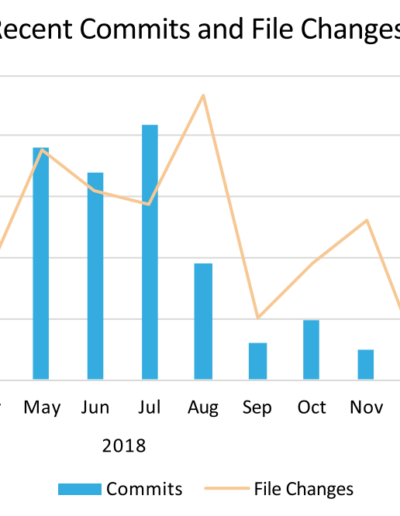 Recent Commits and File Changes
May Jun Jul Aug Sep Oct Nov
2018
Commits File Changes